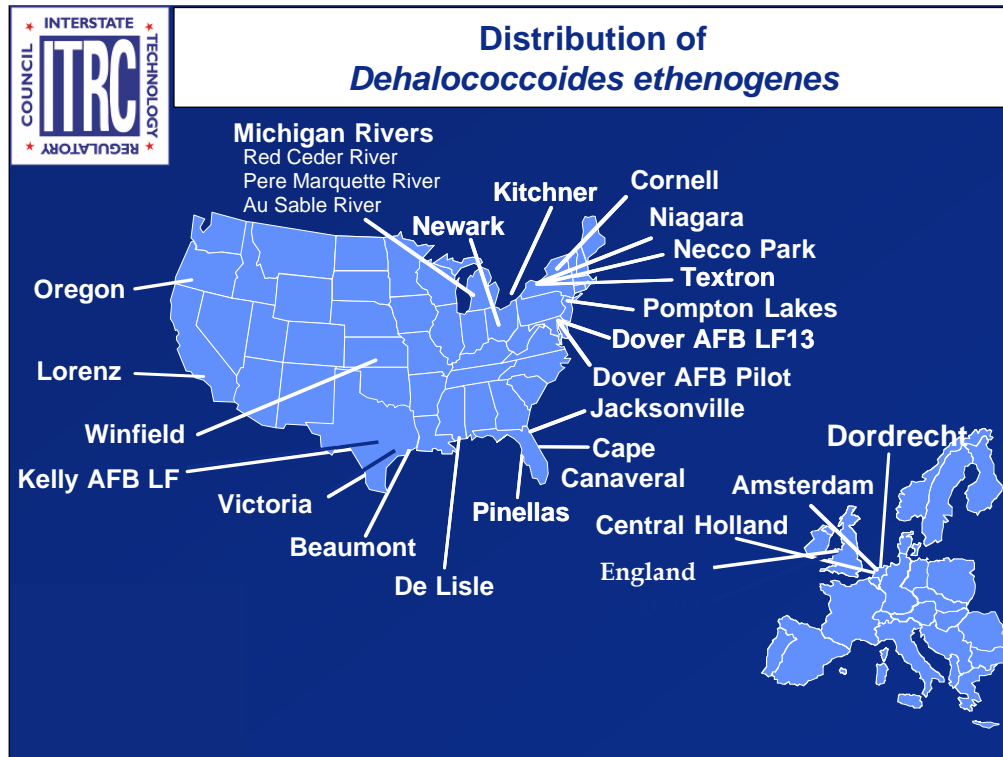 INTERSTATE
COUNCIL
TECHNOLOGY
REGULATORY
ITRC
Distribution of
Dehalococcoides ethenogenes
Michigan Rivers
Red Ceder River
Pere Marquette River
Au Sable River
Kitchner
Newark
Cornell
Niagara
Necco Park
Textron
Pompton Lakes
Dover AFB LF13
Dover AFB Pilot
Jacksonville
Cape
Canaveral
Pinellas
Oregon
Lorenz
Winfield
Kelly AFB LF
Victoria
Beaumont
De Lisle
Dordrecht
Amsterdam
Central Holland
England